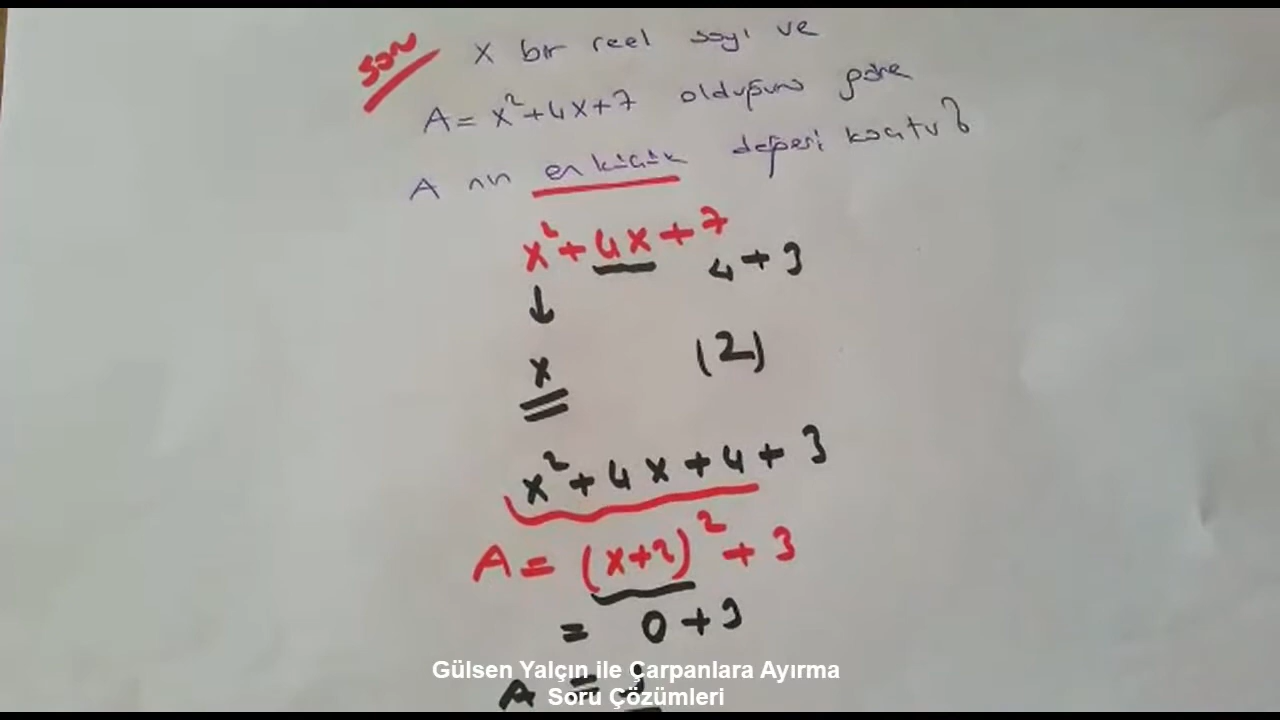 Soru
x bir reel sayı ve
A = x² + 4x + 7 olduğuna göre
A nın en küçük değeri kaçtır?
x² + 4x + 7
4 + 3
↓
x
(2)
x² + 4x + 4 + 3
A = (x+2)² + 3
= 0 + 3
Gülsen Yalçın ile Çarpanlara Ayırma
A = 3
Soru Çözümleri